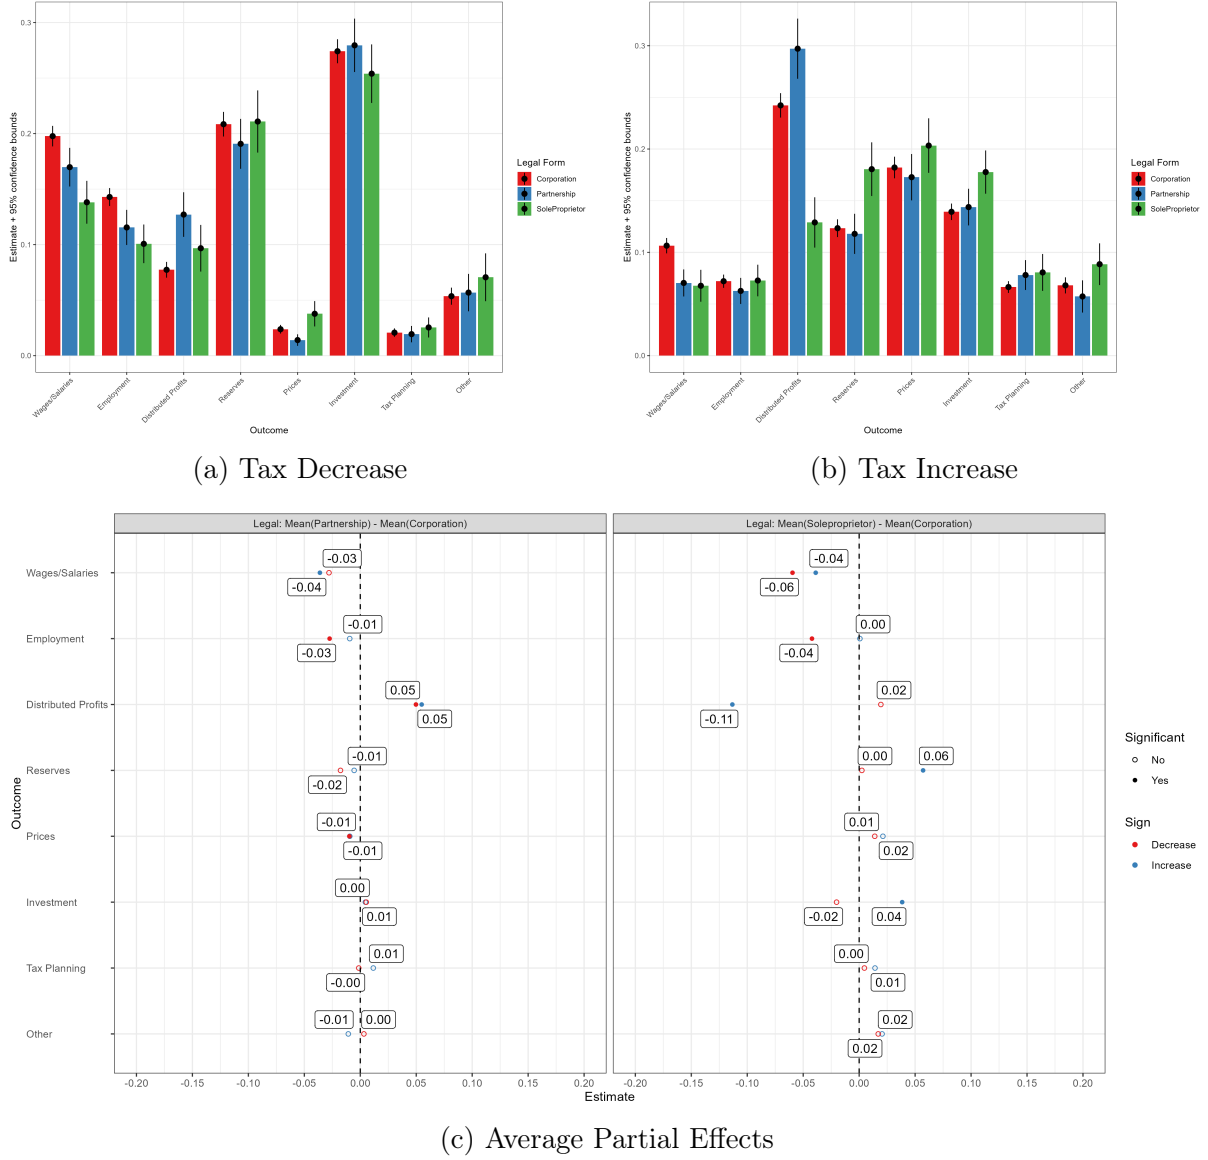 0.3
0.2
0.1
0.0
Estimate + 95% confidence bounds
Wages/Salaries
Employment
Distributed Profits
Reserves
Prices
Investment
Tax Planning
Other
Outcome
Legal Form
Corporation
Partnership
SoleProprietor
(a) Tax Decrease
0.3
0.2
0.1
0.0
Estimate + 95% confidence bounds
Wages/Salaries
Employment
Distributed Profits
Reserves
Prices
Investment
Tax Planning
Other
Outcome
Legal Form
Corporation
Partnership
SoleProprietor
(b) Tax Increase
Legal: Mean(Partnership) - Mean(Corporation)
Legal: Mean(Soleproprietor) - Mean(Corporation)
Outcome
-0.03 -0.04
Wages/Salaries
-0.04 -0.06
-0.01 0.00
Employment
-0.03 -0.04
0.05 0.02
Distributed Profits
0.05 -0.11
-0.01 0.00 0.06
Reserves
-0.02
-0.01 0.01
Prices
-0.01 0.02
0.00
Investment
0.01 -0.02 0.04
0.01 0.00
Tax Planning
-0.00 0.01
-0.01 0.00 0.02
Other
0.02
-0.20 -0.15 -0.10 -0.05 0.00 0.05 0.10 0.15 0.20
-0.20 -0.15 -0.10 -0.05 0.00 0.05 0.10 0.15 0.20
Estimate
Significant
No
Yes
Sign
Decrease
Increase
(c) Average Partial Effects